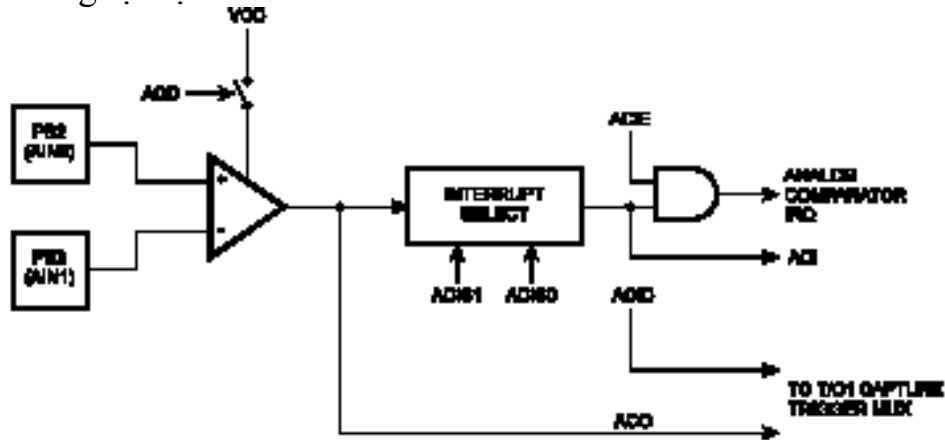 VCC
ACD
PB2
(AIN0)
ACIE
INTERRUPT
SELECT
ANALOG
COMPARATOR
IRQ
PB3
(AIN1)
ACI
ACIS1 ACIS0
ACIC
TO T/C1 CAPTURE
TRIGGER MUX
ACO